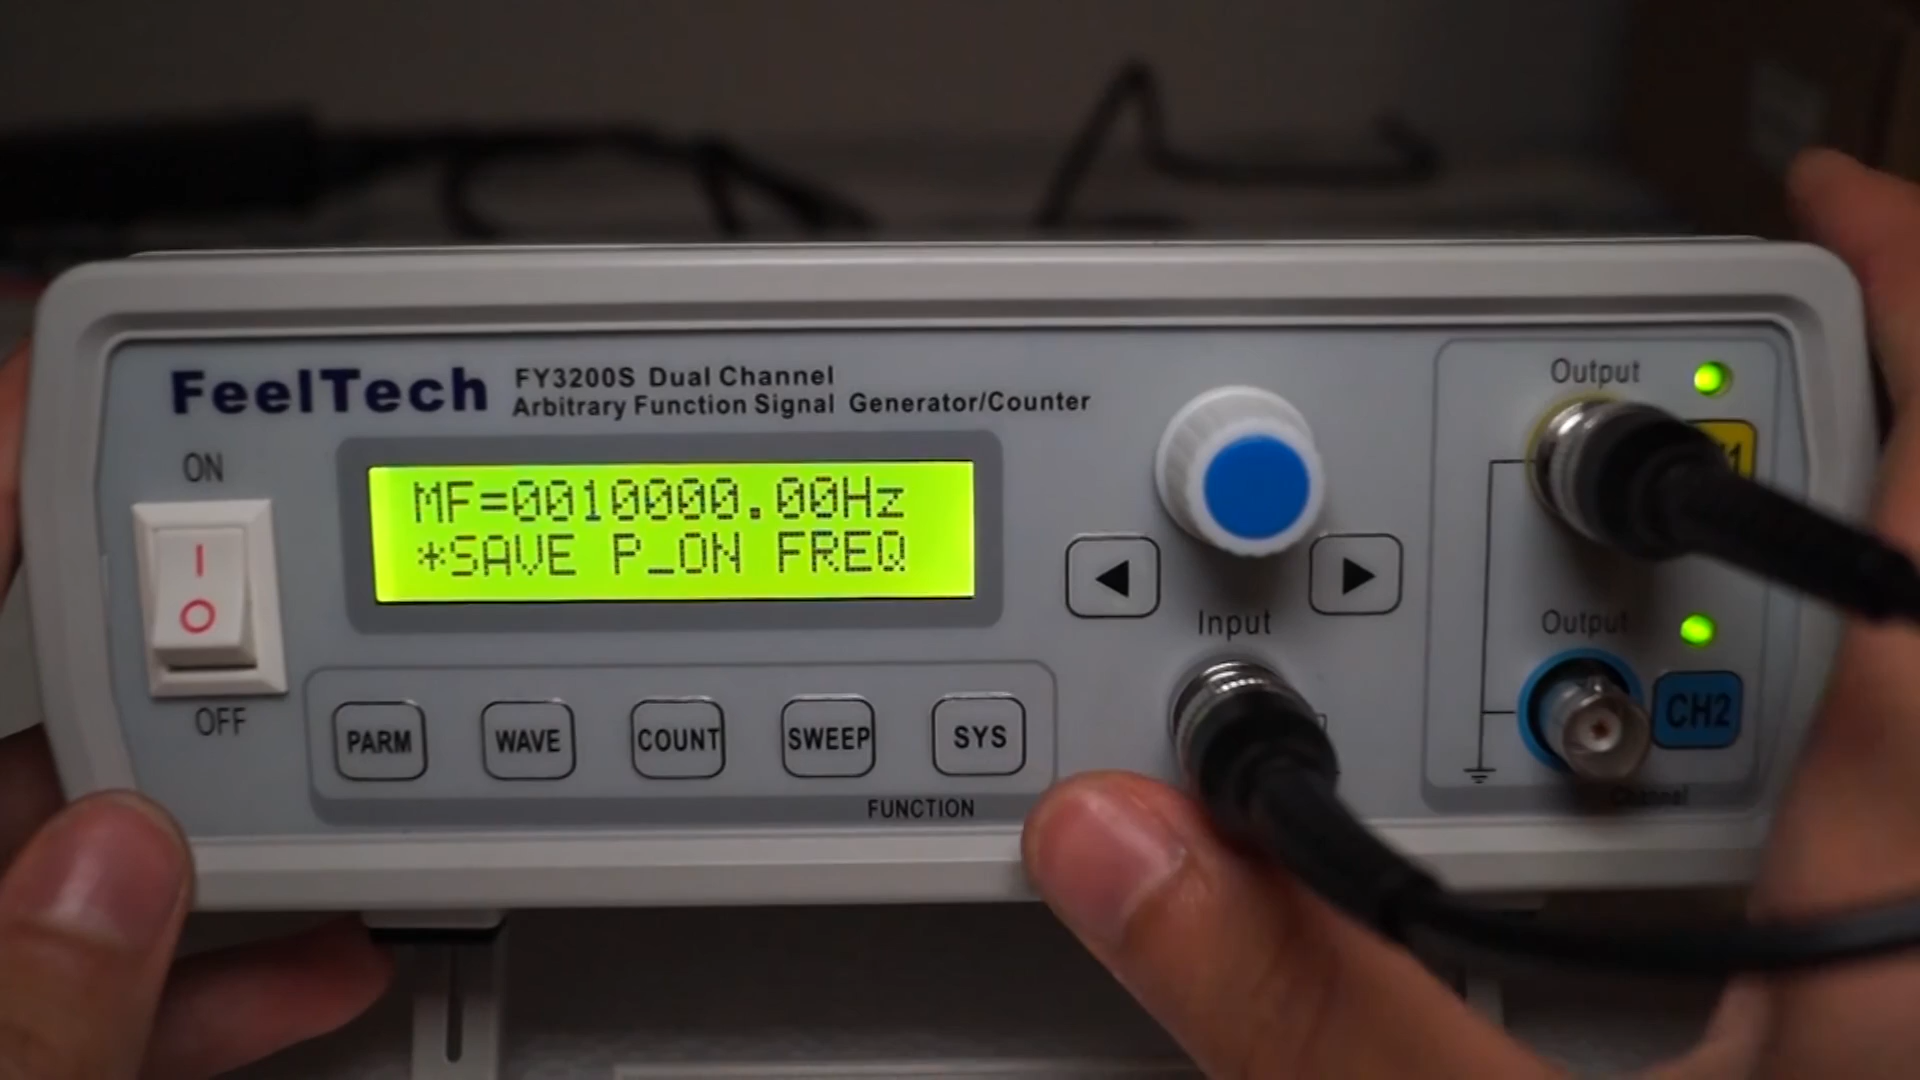 FeelTech
FY3200S Dual Channel
Arbitrary Function Signal Generator/Counter
ON
I
O
OFF
MF=0010000.00Hz
*SAVE P_ON FREQ
PARM
WAVE
COUNT
SWEEP
SYS
FUNCTION
Input
Output
Output
CH2
Channel